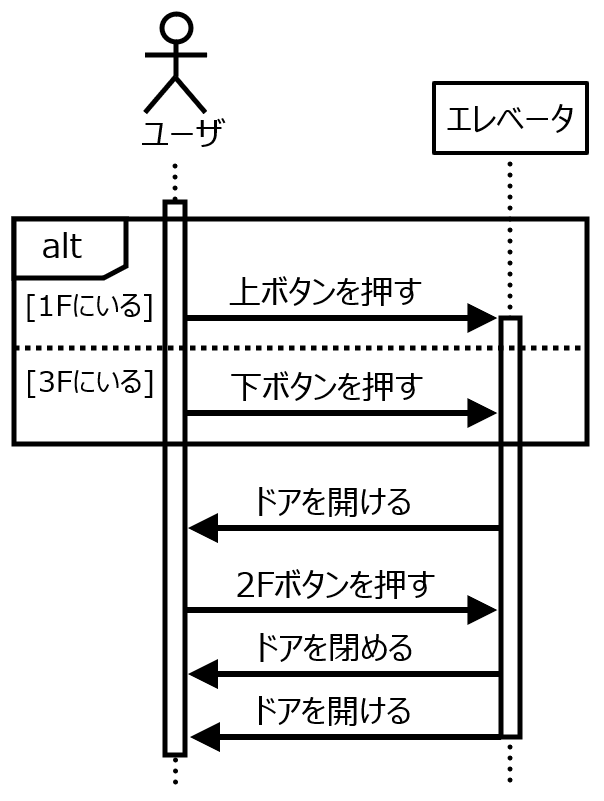 ユーザ
エレベータ
alt
[1Fにいる]
上ボタンを押す
[3Fにいる]
下ボタンを押す
ドアを開ける
2Fボタンを押す
ドアを閉める
ドアを開ける